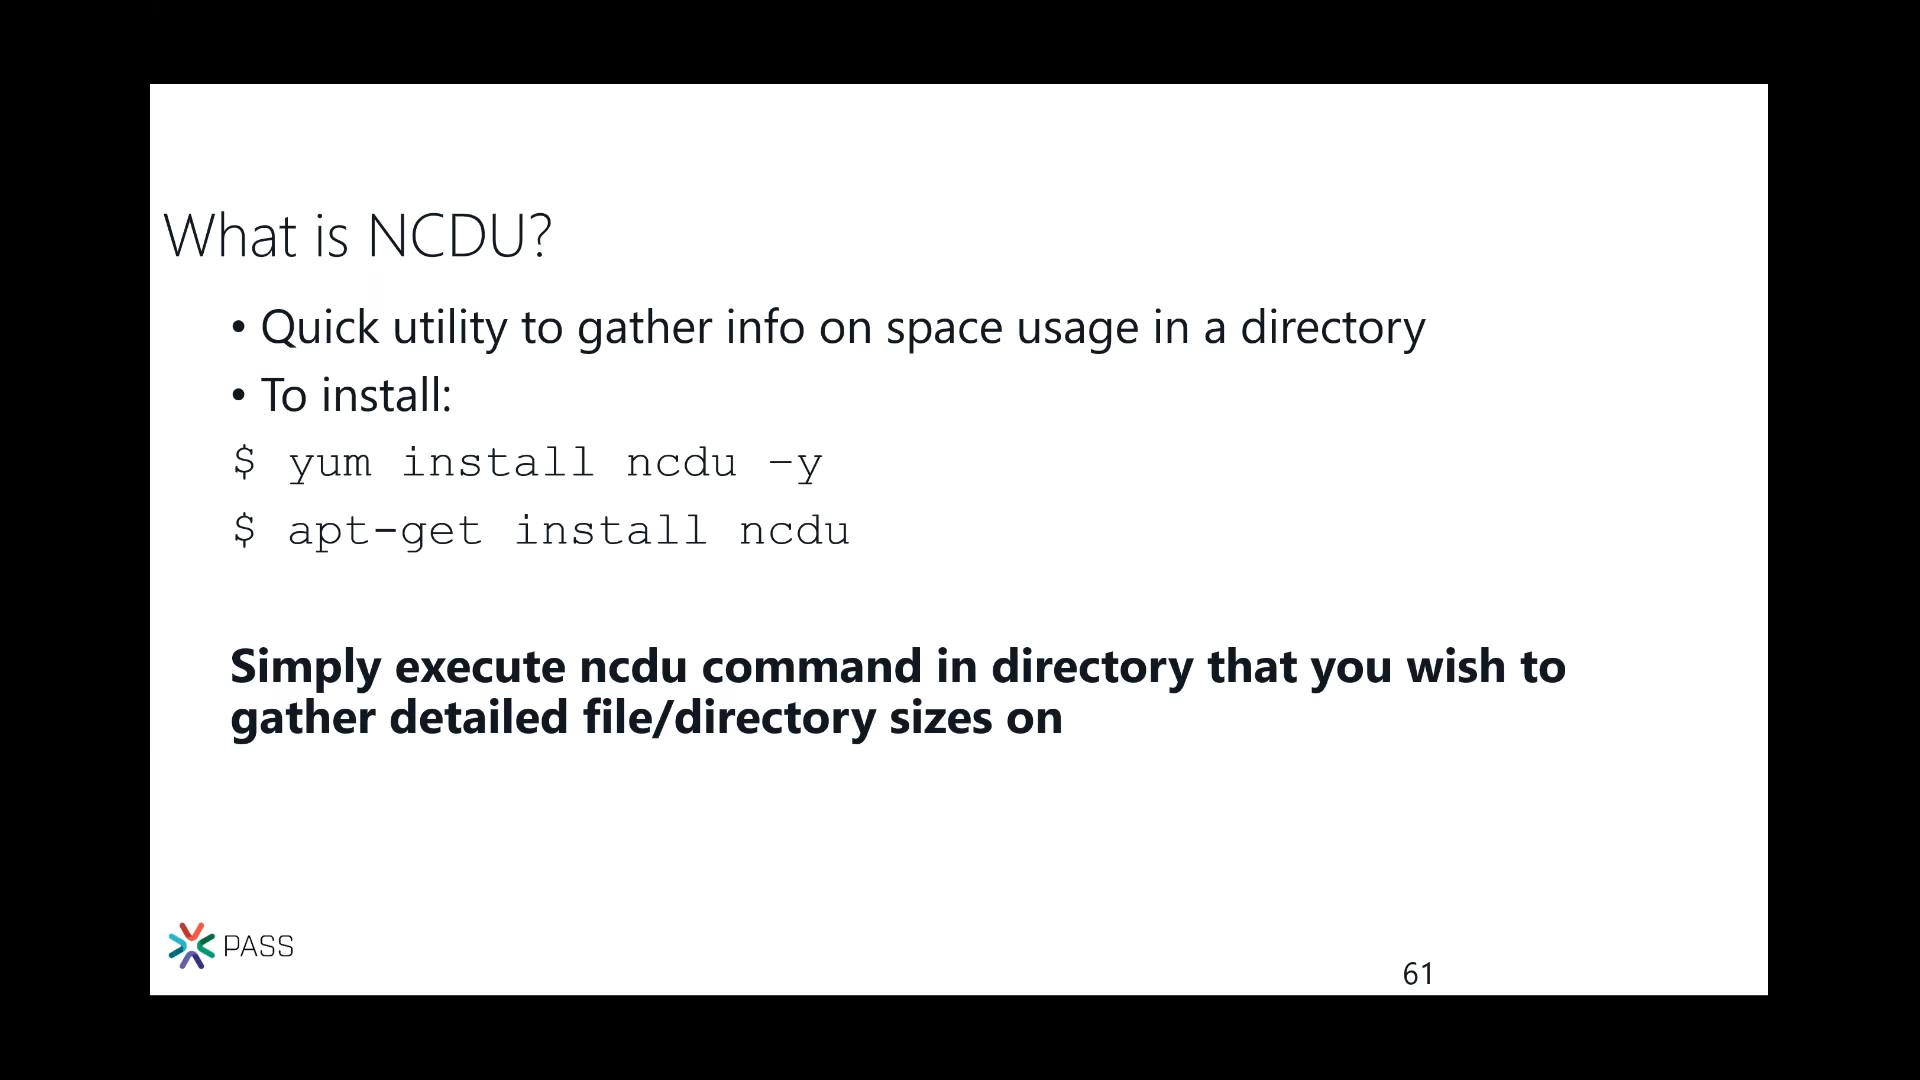 What is NCDU?
• Quick utility to gather info on space usage in a directory
• To install:
$ yum install ncdu –y
$ apt-get install ncdu
Simply execute ncdu command in directory that you wish to
gather detailed file/directory sizes on
PASS
61